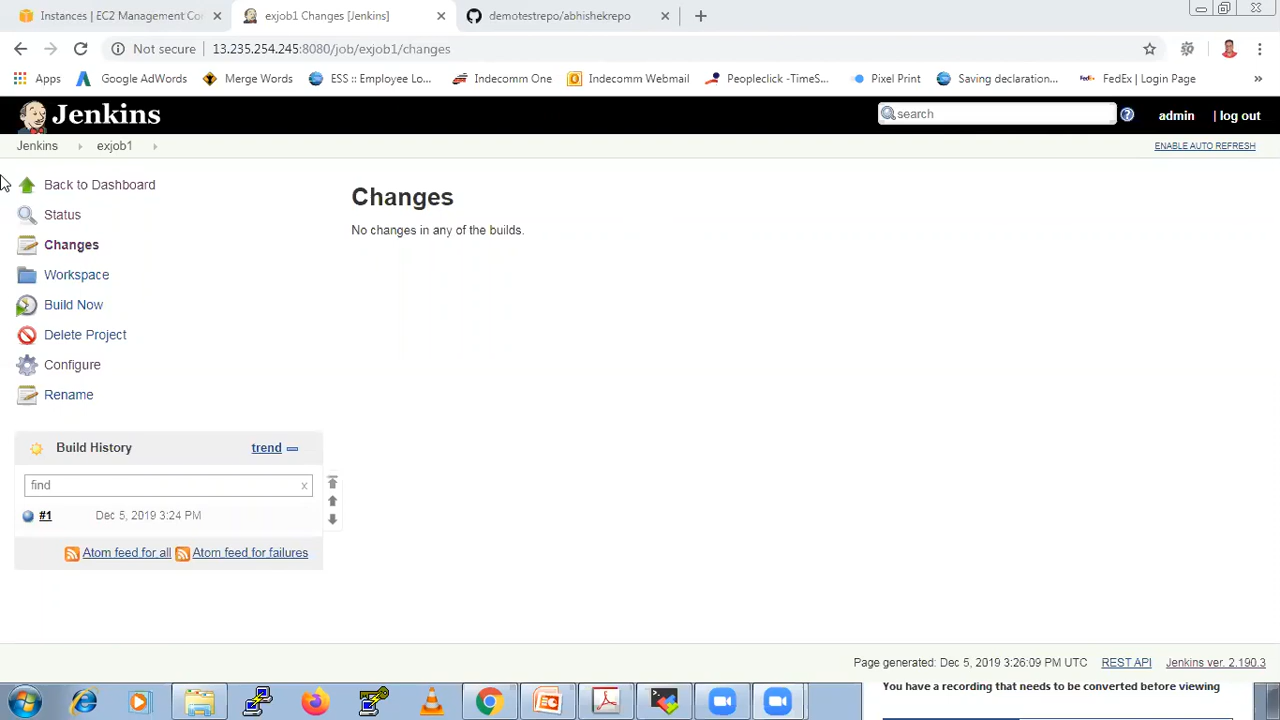 Instances | EC2 Management Con
exjob1 Changes [Jenkins]
demotestrepo/abhishekrepo
Not secure
13.235.254.245:8080/job/exjob1/changes
Apps
Google AdWords
Merge Words
ESS :: Employee Lo...
Indecomm One
Indecomm Webmail
Peopleclick -TimeS...
Pixel Print
Saving declaration...
FedEx | Login Page
»
Jenkins
search
admin
| log out
Jenkins
exjob1
ENABLE AUTO REFRESH
Back to Dashboard
Status
Changes
Workspace
Build Now
Delete Project
Configure
Rename
Changes
No changes in any of the builds.
Build History
trend
find
x
#1
Dec 5, 2019 3:24 PM
Atom feed for all
Atom feed for failures
Page generated: Dec 5, 2019 3:26:09 PM UTC
REST API
Jenkins ver. 2.190.3
You have a recording that needs to be converted before viewing